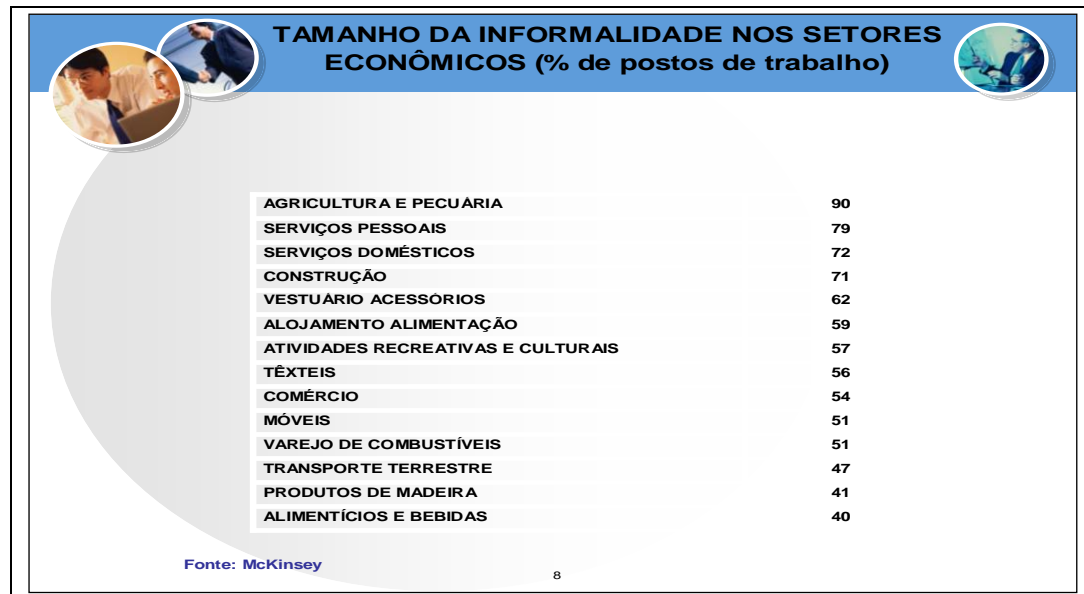 TAMANHO DA INFORMALIDADE NOS SETORES
ECONÔMICOS (% de postos de trabalho)
AGRICULTURA E PECUÁRIA 90
SERVIÇOS PESSOAIS 79
SERVIÇOS DOMÉSTICOS 72
CONSTRUÇÃO 71
VESTUÁRIO ACESSÓRIOS 62
ALOJAMENTO ALIMENTAÇÃO 59
ATIVIDADES RECREATIVAS E CULTURAIS 57
TÊXTEIS 56
COMÉRCIO 54
MÓVEIS 51
VAREJO DE COMBUSTÍVEIS 51
TRANSPORTE TERRESTRE 47
PRODUTOS DE MADEIRA 41
ALIMENTÍCIOS E BEBIDAS 40
Fonte: McKinsey
8